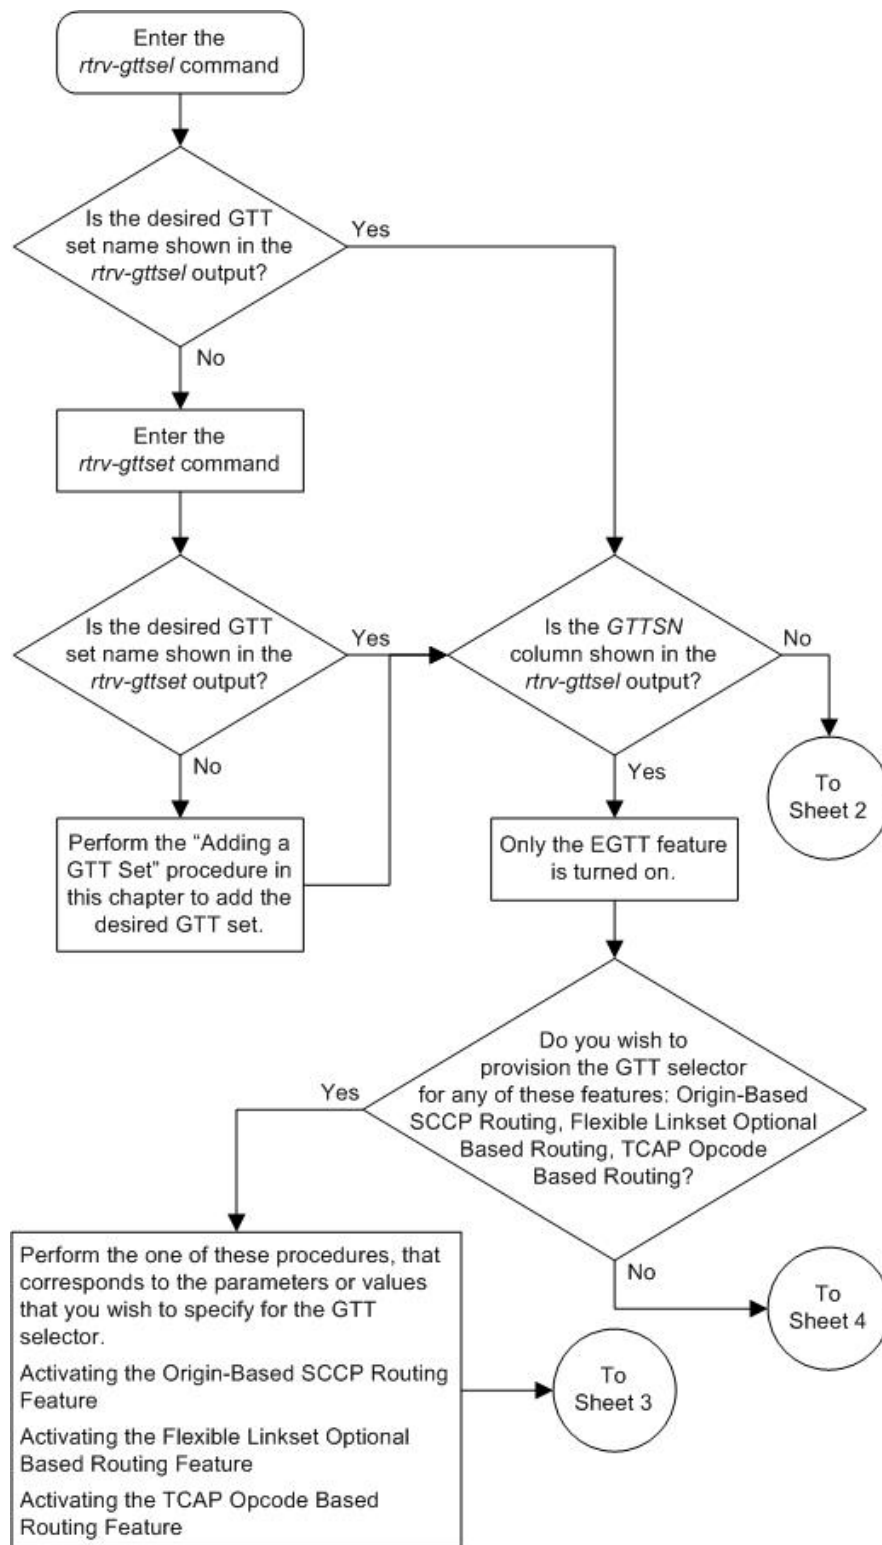 Enter the
rtrv-gttsel command
Is the desired GTT
set name shown in the
rtrv-gttsel output?
Yes
No
Enter the
rtrv-gttset command
Is the desired GTT
set name shown in the
rtrv-gttset output?
Yes
No
Perform the “Adding a
GTT Set” procedure in
this chapter to add the
desired GTT set.
Is the GTTSN
column shown in the
rtrv-gttsel output?
No
To
Sheet 2
Yes
Only the EGTT feature
is turned on.
Do you wish to
provision the GTT selector
for any of these features: Origin-Based
SCCP Routing, Flexible Linkset Optional
Based Routing, TCAP Opcode
Based Routing?
Yes
No
To
Sheet 4
Perform the one of these procedures, that
corresponds to the parameters or values
that you wish to specify for the GTT
selector.
Activating the Origin-Based SCCP Routing
Feature
Activating the Flexible Linkset Optional
Based Routing Feature
Activating the TCAP Opcode Based
Routing Feature
To
Sheet 3